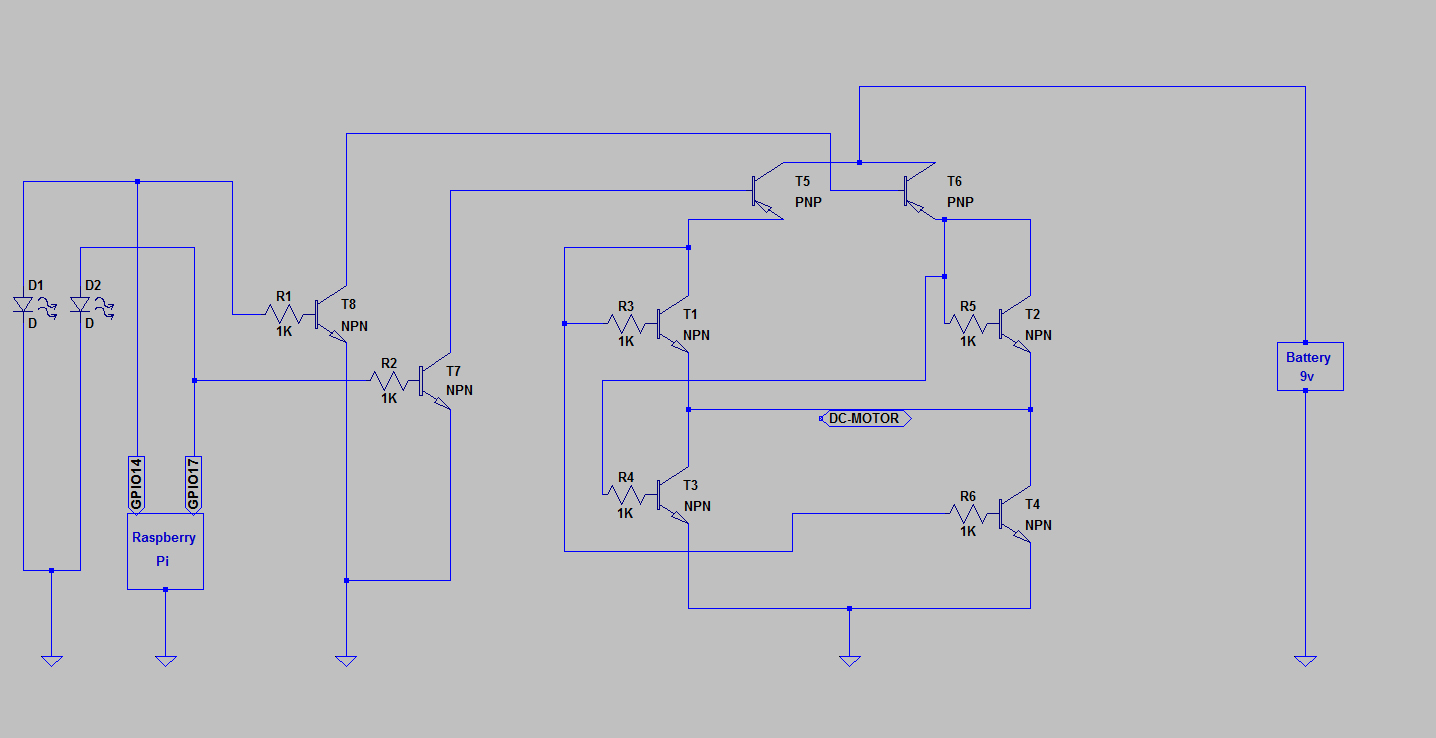 T5
T6
PNP
PNP
D1
D2
R1
T8
D
D
1K
NPN
R3
T1
R5
T2
1K
NPN
1K
NPN
R2
T7
1K
NPN
Battery
9v
DC-MOTOR
GPIO14
GPIO17
R4
T3
1K
NPN
R6
T4
1K
NPN
Raspberry
Pi